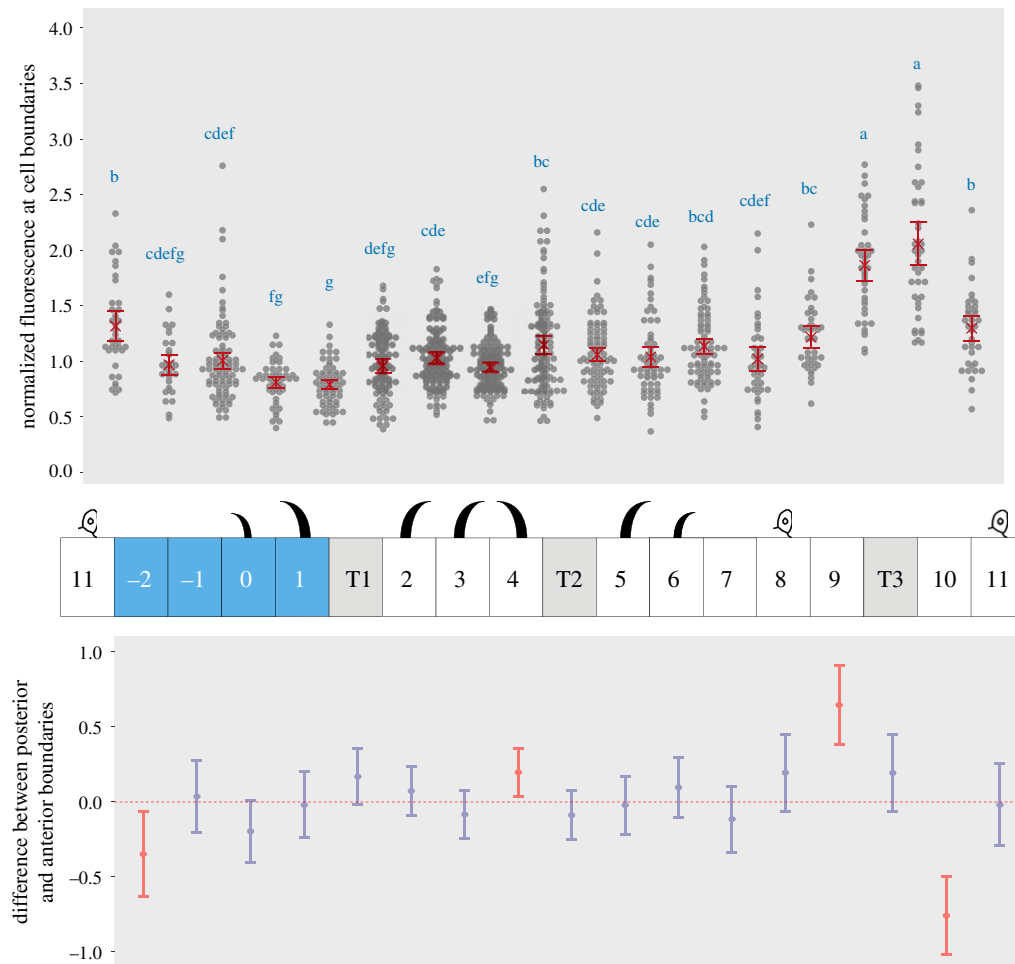 normalized fluorescence at cell boundaries
4.0
3.5
3.0
2.5
2.0
1.5
1.0
0.5
0.0
b
cdefg
cdef
fg
g
defg
cde
efg
bc
cde
cde
bcd
cdef
bc
a
a
b
11 –2 –1 0 1 T1 2 3 4 T2 5 6 7 8 9 T3 10 11
difference between posterior
and anterior boundaries
1.0
0.5
0.0
–0.5
–1.0